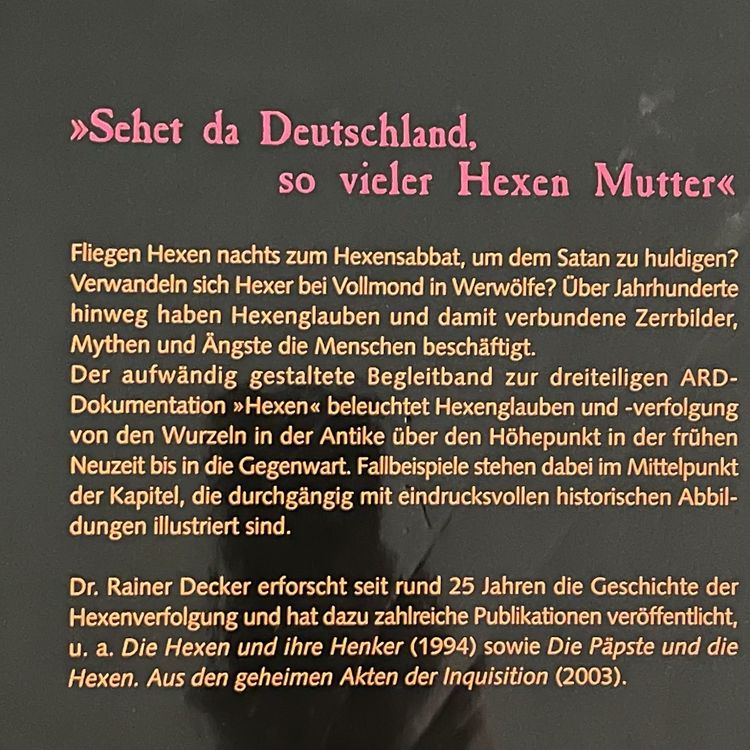 »Sehet da Deutschland,
so vieler Hexen Mutter«
Fliegen Hexen nachts zum Hexensabbat, um dem Satan zu huldigen?
Verwandeln sich Hexer bei Vollmond in Werwölfe? Über Jahrhunderte
hinweg haben Hexenglauben und damit verbundene Zerrbilder,
Mythen und Ängste die Menschen beschäftigt.
Der aufwändig gestaltete Begleitband zur dreiteiligen ARD-
Dokumentation »Hexen« beleuchtet Hexenglauben und -verfolgung
von den Wurzeln in der Antike über den Höhepunkt in der frühen
Neuzeit bis in die Gegenwart. Fallbeispiele stehen dabei im Mittelpunkt
der Kapitel, die durchgängig mit eindrucksvollen historischen Abbil-
dungen illustriert sind.
Dr. Rainer Decker erforscht seit rund 25 Jahren die Geschichte der
Hexenverfolgung und hat dazu zahlreiche Publikationen veröffentlicht,
u. a. Die Hexen und ihre Henker (1994) sowie Die Päpste und die
Hexen. Aus den geheimen Akten der Inquisition (2003).